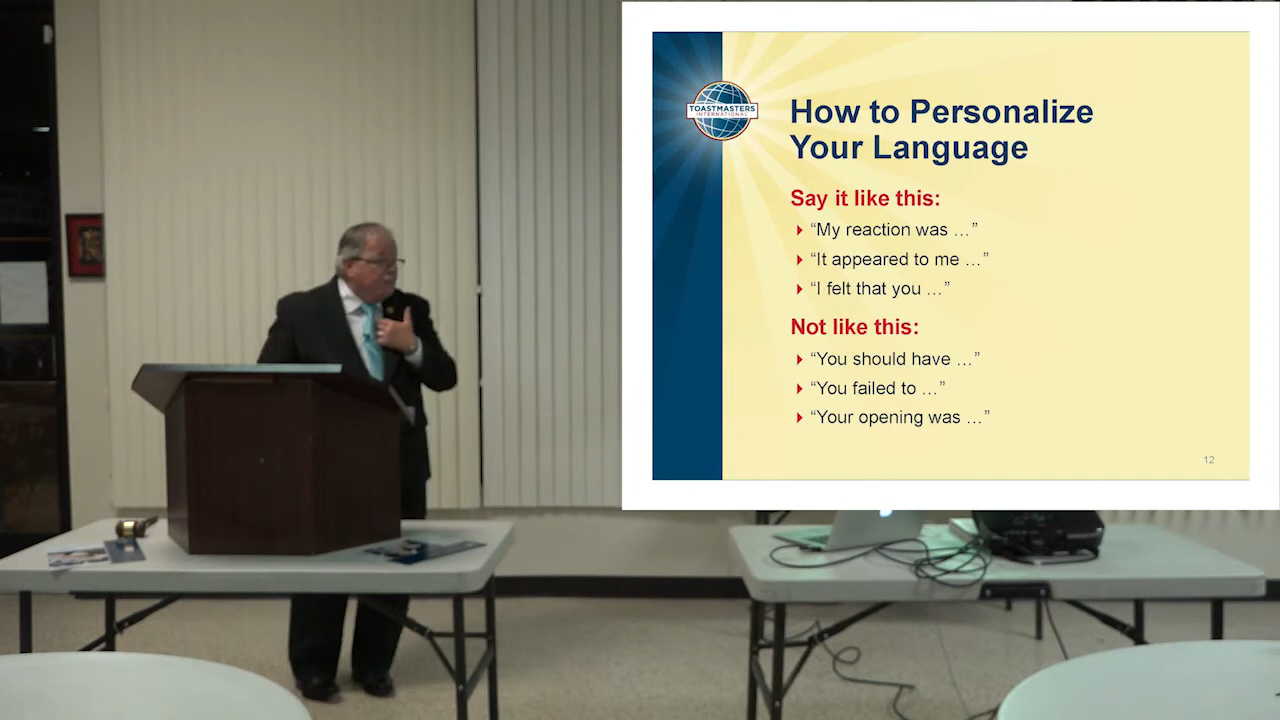 TOASTMASTERS
INTERNATIONAL
How to Personalize
Your Language
Say it like this:
“My reaction was …”
“It appeared to me …”
“I felt that you …”
Not like this:
“You should have …”
“You failed to …”
“Your opening was …”
12